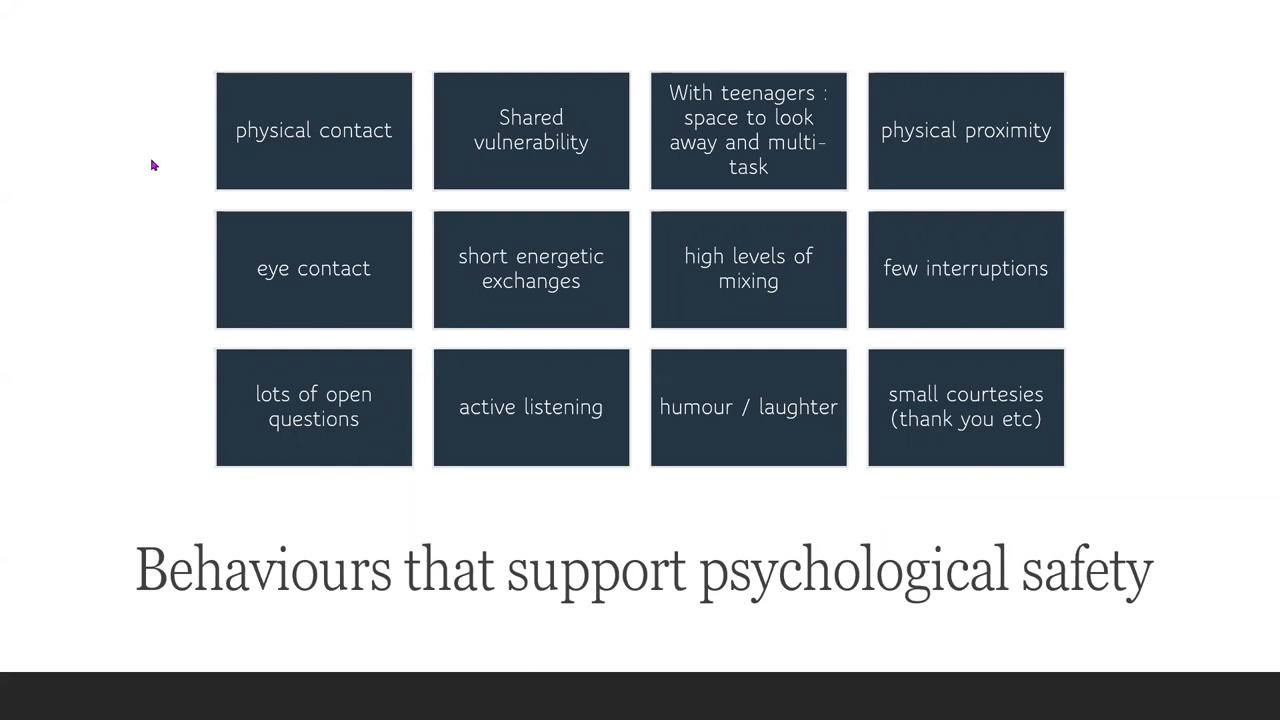 physical contact
Shared
vulnerability
With teenagers :
space to look
away and multi-
task
physical proximity
eye contact
short energetic
exchanges
high levels of
mixing
few interruptions
lots of open
questions
active listening
humour / laughter
small courtesies
(thank you etc)
Behaviours that support psychological safety